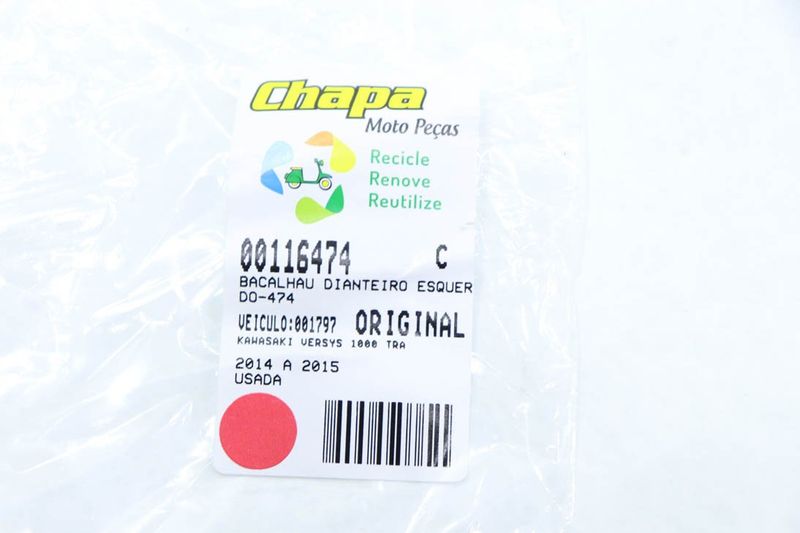 Chapa
Moto Peças
Recicle
Renove
Reutilize
00116474 C
BACALHAU DIANTEIRO ESQUER
DO-474
VEICULO:001797 ORIGINAL
KAWASAKI VERSYS 1000 TRA
2014 A 2015
USADA